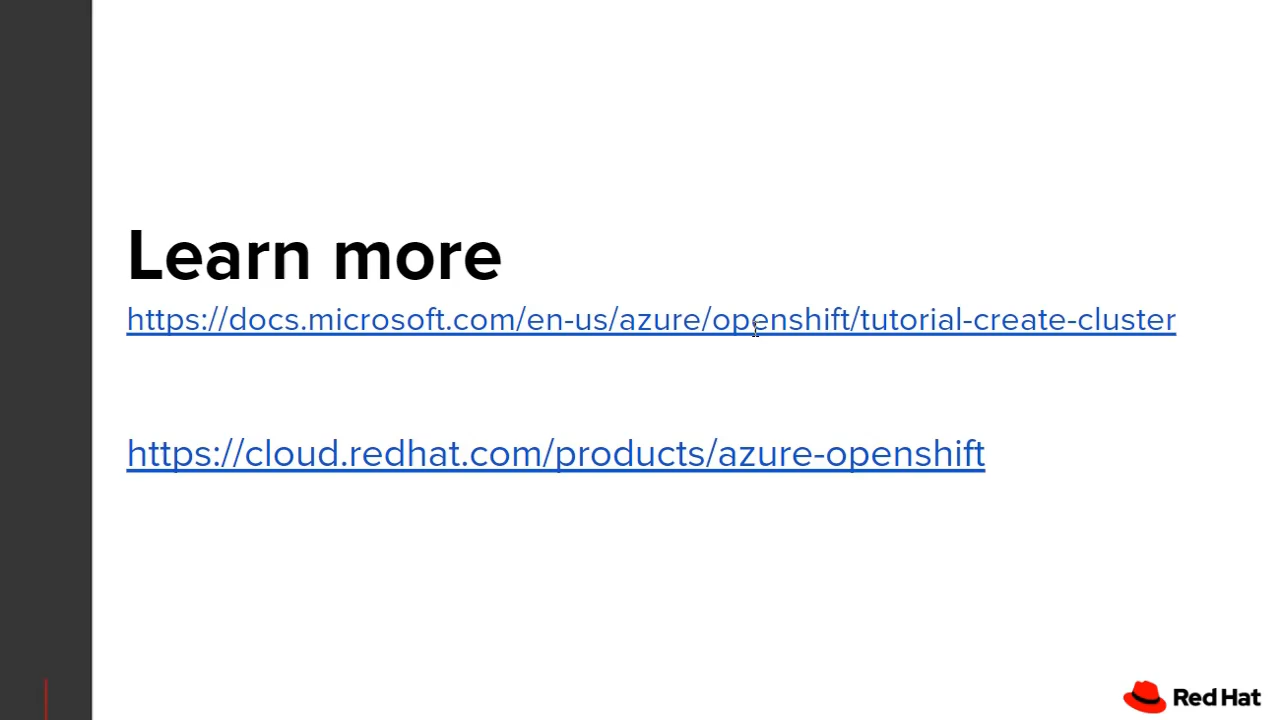 Learn more
https://docs.microsoft.com/en-us/azure/openshift/tutorial-create-cluster
https://cloud.redhat.com/products/azure-openshift
Red Hat